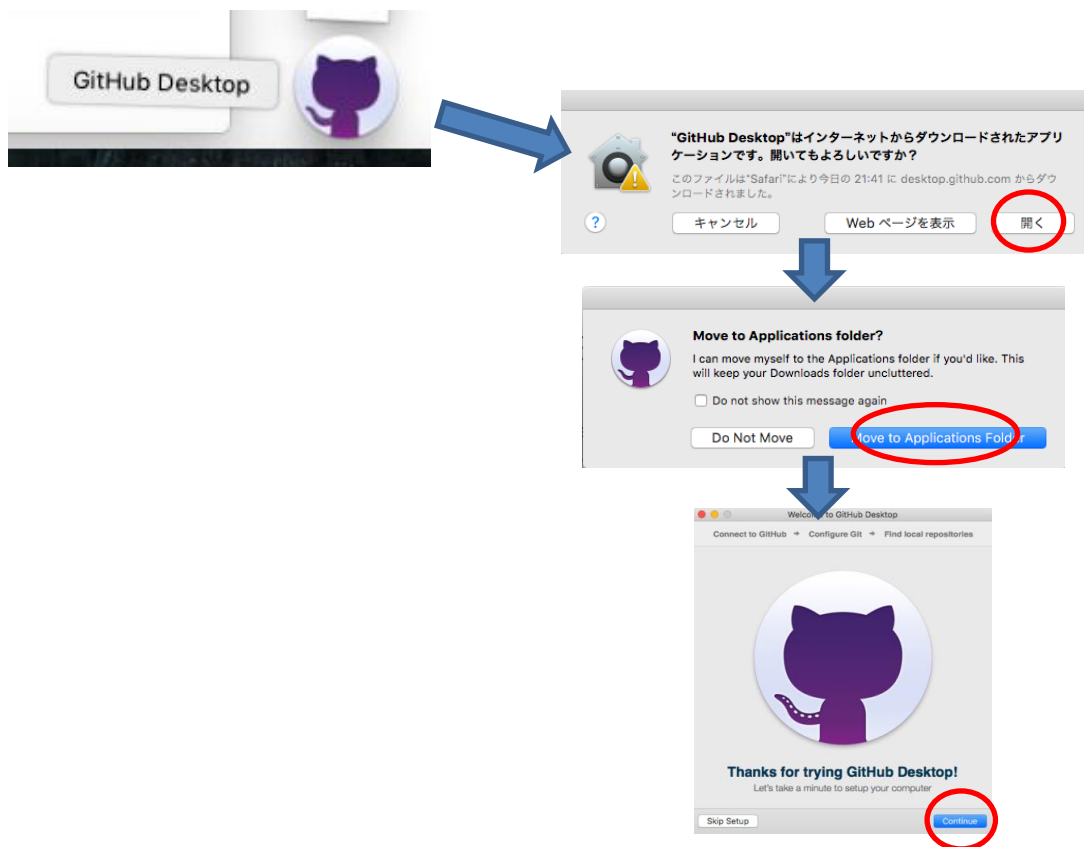 GitHub Desktop
"GitHub Desktop"はインターネットからダウンロードされたアプリ
ケーションです。開いてもよろしいですか？
このファイルは"Safari"により今日の 21:41 に desktop.github.com からダウ
ンロードされました。
?
キャンセル
Web ページを表示
開く
Move to Applications folder?
I can move myself to the Applications folder if you'd like. This
will keep your Downloads folder uncluttered.
Do not show this message again
Do Not Move
Move to Applications Folder
Welcome to GitHub Desktop
Connect to GitHub → Configure Git → Find local repositories
Thanks for trying GitHub Desktop!
Let's take a minute to setup your computer
Skip Setup
Continue